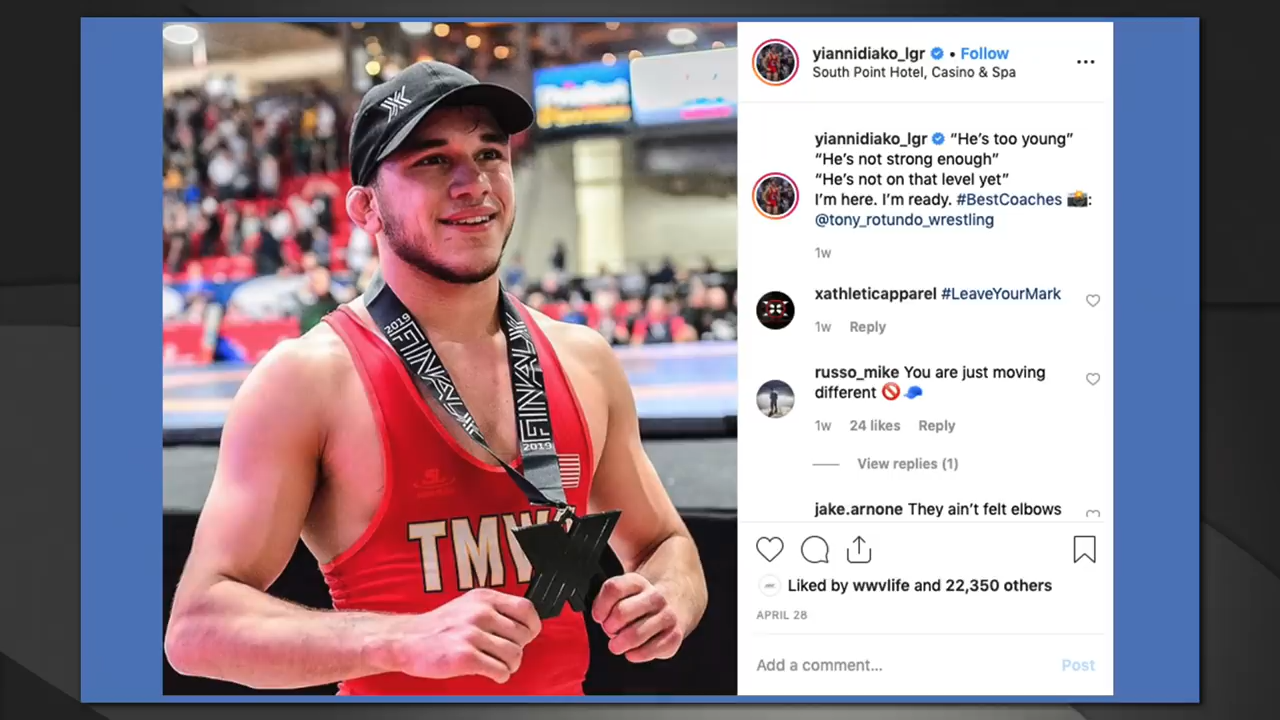 yiannidiako_lgr • Follow
South Point Hotel, Casino & Spa
yiannidiako_lgr “He’s too young”
“He’s not strong enough”
“He’s not on that level yet”
I’m here. I’m ready. #BestCoaches 📸:
@tony_rotundo_wrestling
1w
xathleticapparel #LeaveYourMark
1w Reply
russo_mike You are just moving
different 🚫🧢
1w 24 likes Reply
View replies (1)
jake.arnone They ain’t felt elbows
Liked by wwvlife and 22,350 others
APRIL 28
Add a comment... Post
2019
FINAL
FINAL
2019
TMW